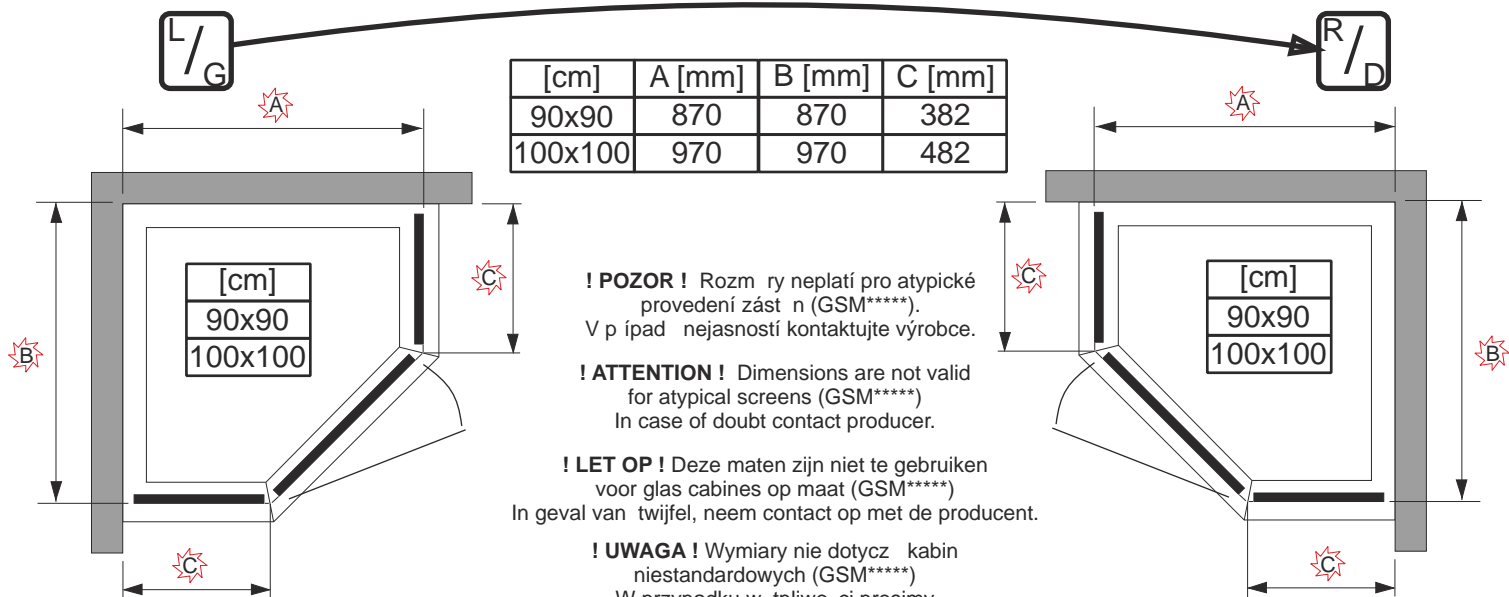 L/G
R/D
A
[cm] A [mm] B [mm] C [mm]
90x90 870 870 382
100x100 970 970 482
A
C
C
[cm]
90x90
100x100
[cm]
90x90
100x100
B
B
! POZOR ! Rozm ry neplatí pro atypické
provedení zást n (GSM*****).
V p ípad nejasností kontaktujte výrobce.
! ATTENTION ! Dimensions are not valid
for atypical screens (GSM*****)
In case of doubt contact producer.
! LET OP ! Deze maten zijn niet te gebruiken
voor glas cabines op maat (GSM*****)
In geval van twijfel, neem contact op met de producent.
! UWAGA ! Wymiary nie dotycz kabin
niestandardowych (GSM*****)
W przypadku w tpliwo ci prosimy
C
C